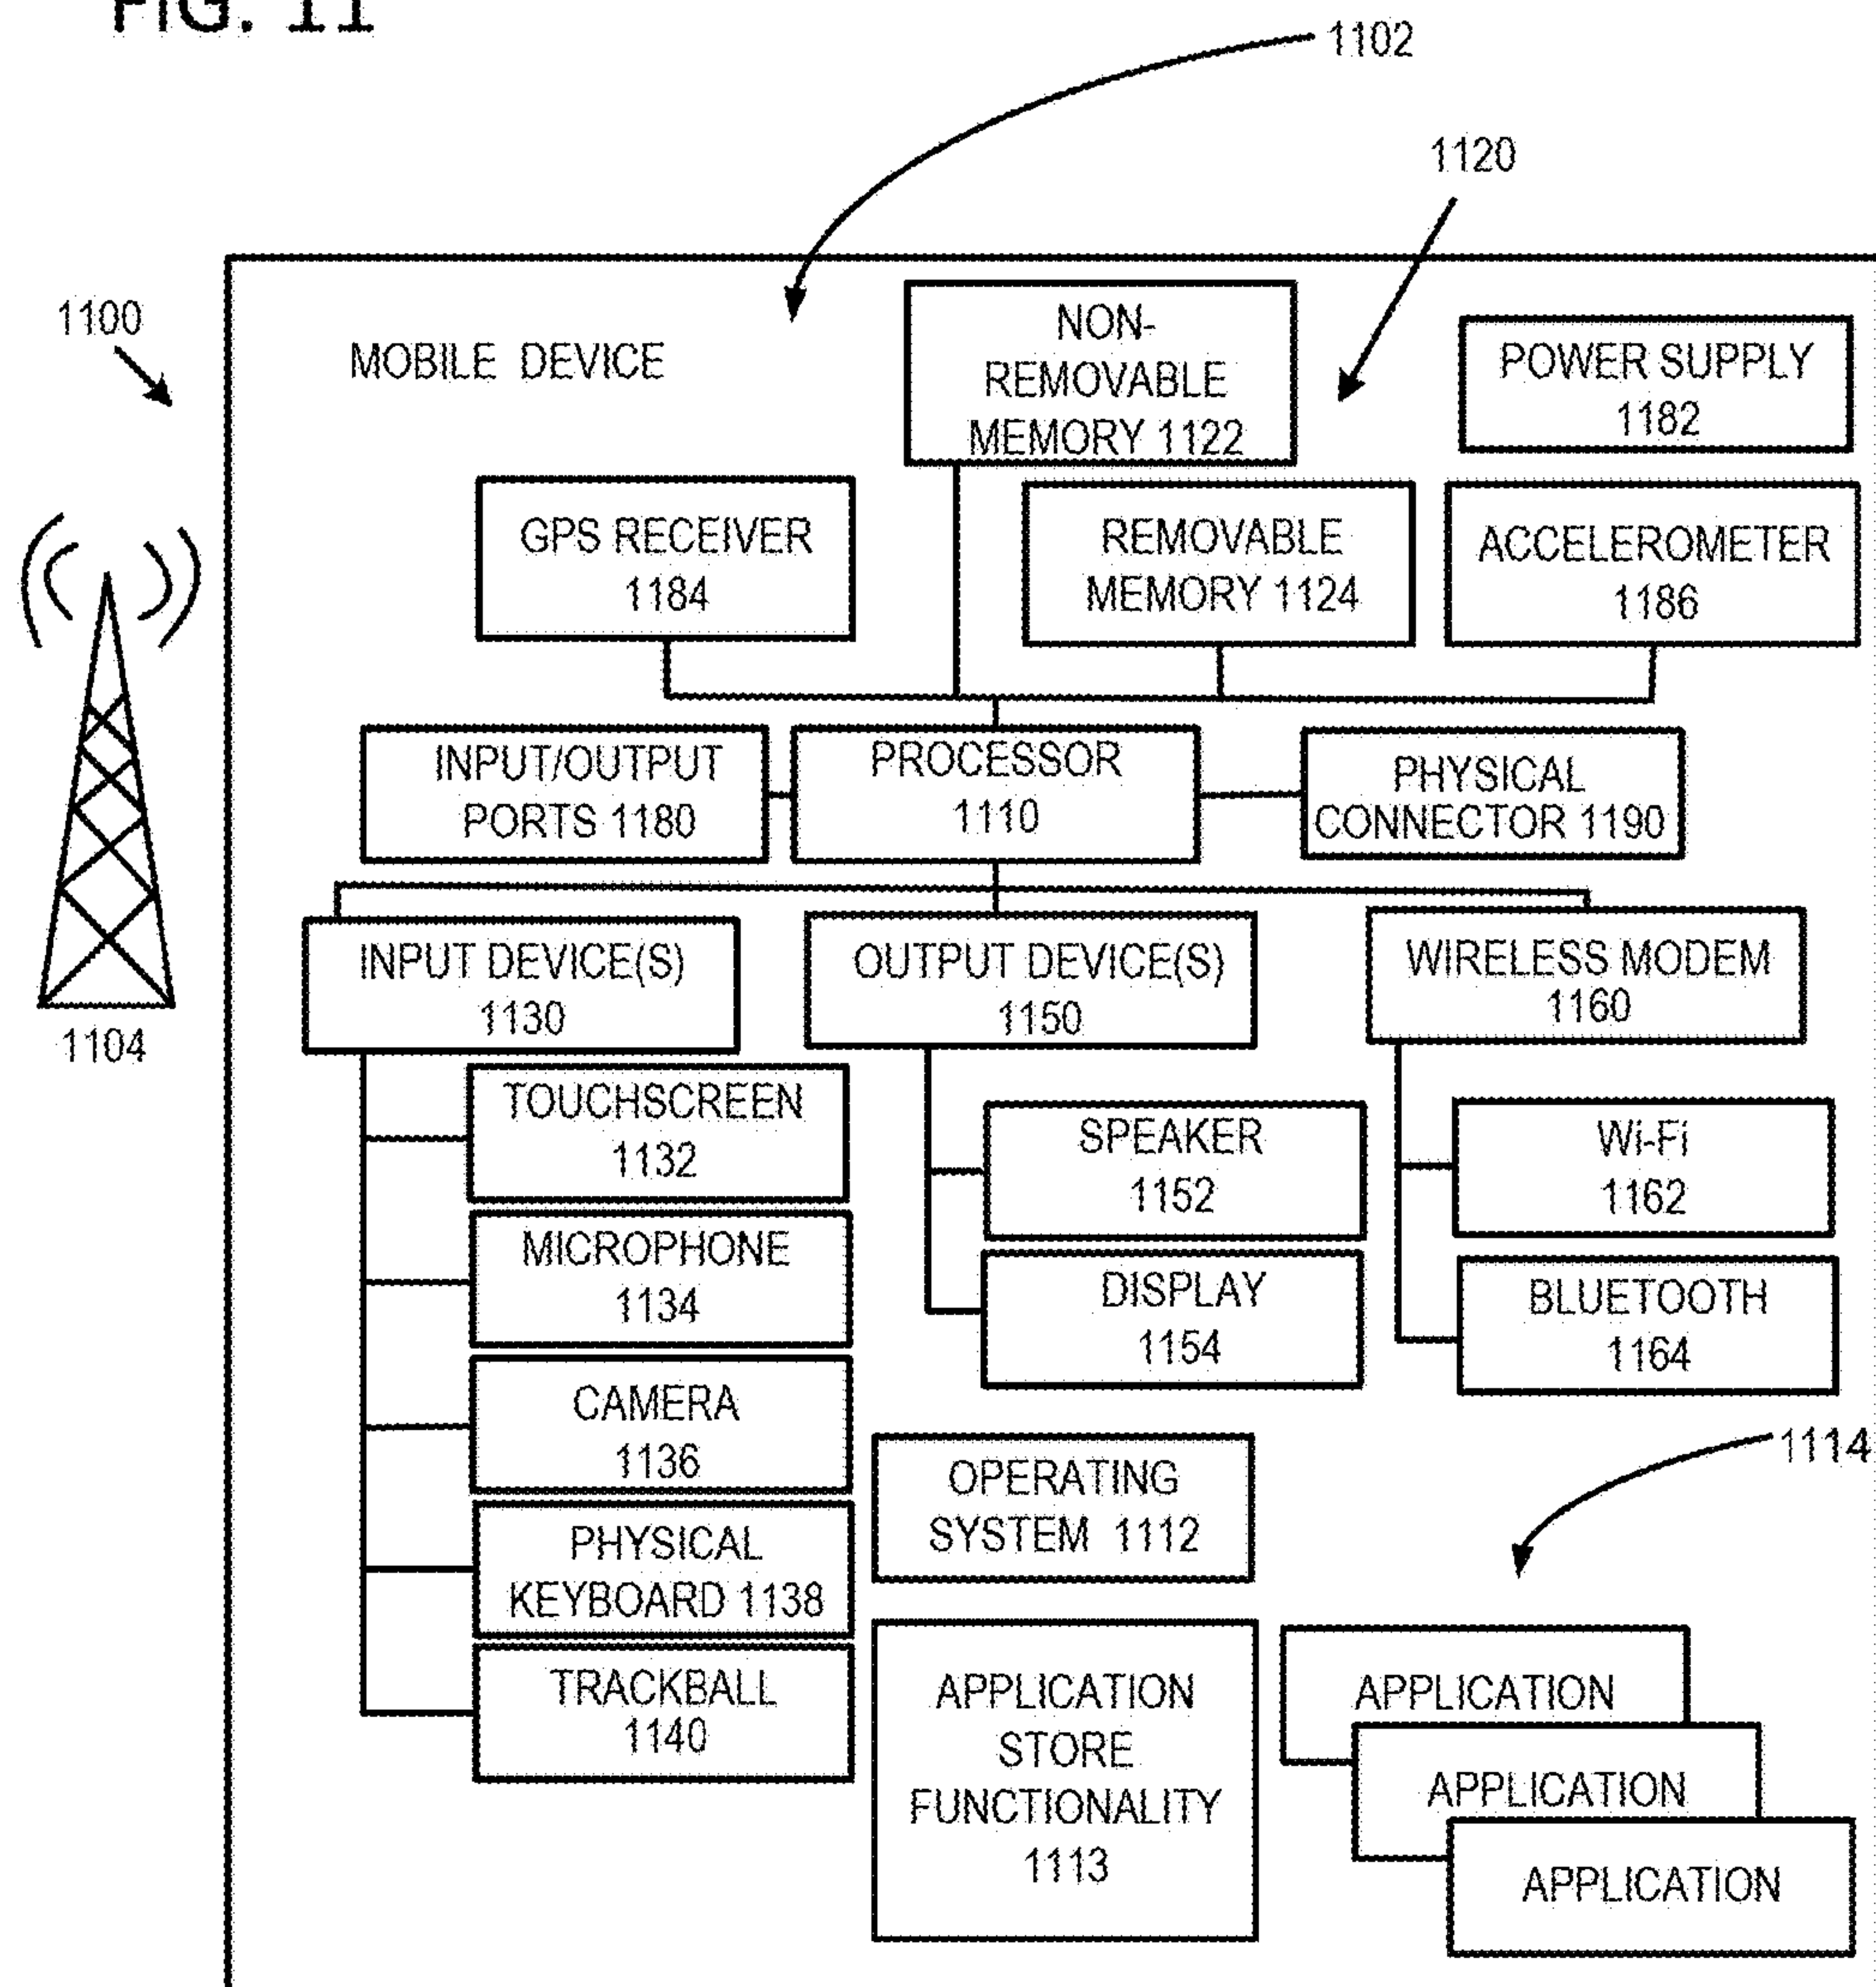 FIG. 11
1102
1120
1100
MOBILE DEVICE
NON-
REMOVABLE
MEMORY 1122
POWER SUPPLY
1182
GPS RECEIVER
1184
REMOVABLE
MEMORY 1124
ACCELEROMETER
1186
INPUT/OUTPUT
PORTS 1180
PROCESSOR
1110
PHYSICAL
CONNECTOR 1190
1104
INPUT DEVICE(S)
1130
OUTPUT DEVICE(S)
1150
WIRELESS MODEM
1160
TOUCHSCREEN
1132
MICROPHONE
1134
CAMERA
1136
PHYSICAL
KEYBOARD 1138
TRACKBALL
1140
SPEAKER
1152
DISPLAY
1154
Wi-Fi
1162
BLUETOOTH
1164
OPERATING
SYSTEM 1112
1114
APPLICATION
STORE
FUNCTIONALITY
1113
APPLICATION
APPLICATION
APPLICATION